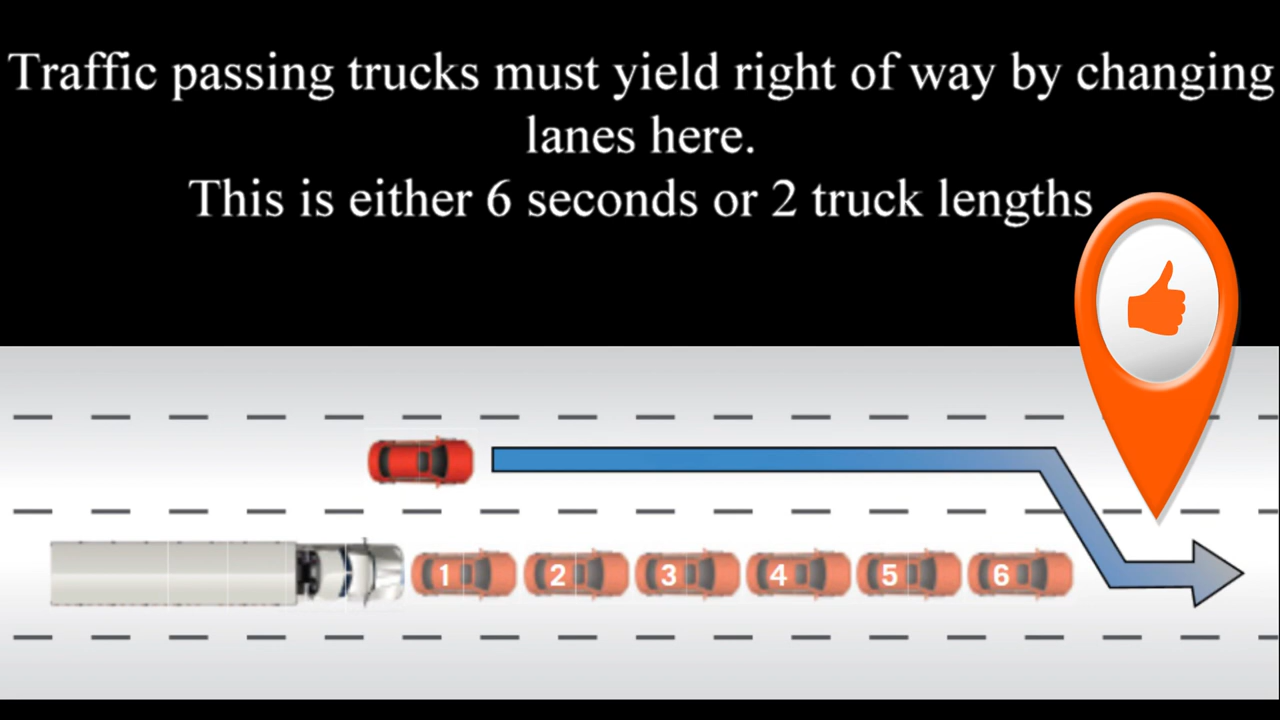 Traffic passing trucks must yield right of way by changing
lanes here.
This is either 6 seconds or 2 truck lengths
1 2 3 4 5 6